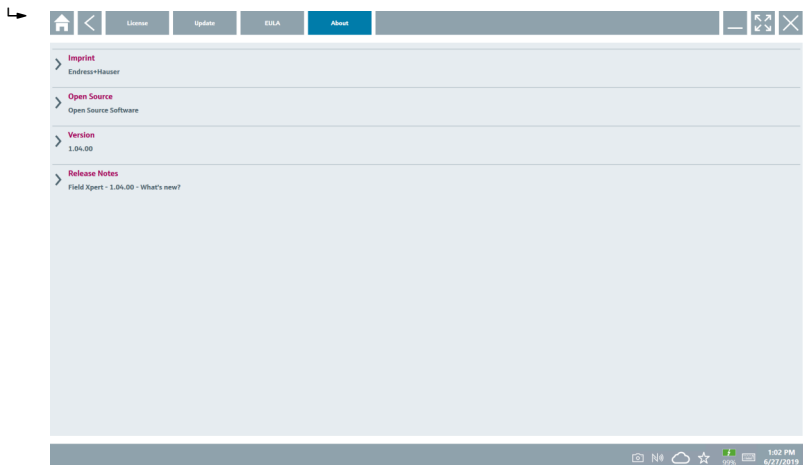 License Update EULA About
Imprint
Endress+Hauser
Open Source
Open Source Software
Version
1.04.00
Release Notes
Field Xpert - 1.04.00 - What's new?
99% 1:02 PM
6/27/2019